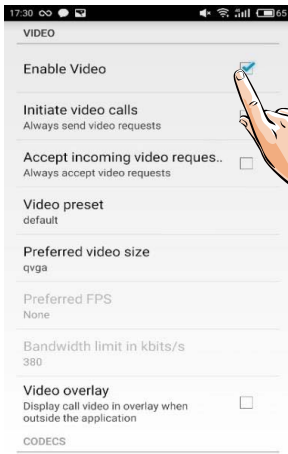 17:30 65
VIDEO
Enable Video
Initiate video calls
Always send video requests
Accept incoming video reques..
Always accept video requests
Video preset
default
Preferred video size
qvga
Preferred FPS
None
Bandwidth limit in kbits/s
380
Video overlay
Display call video in overlay when
outside the application
CODECS